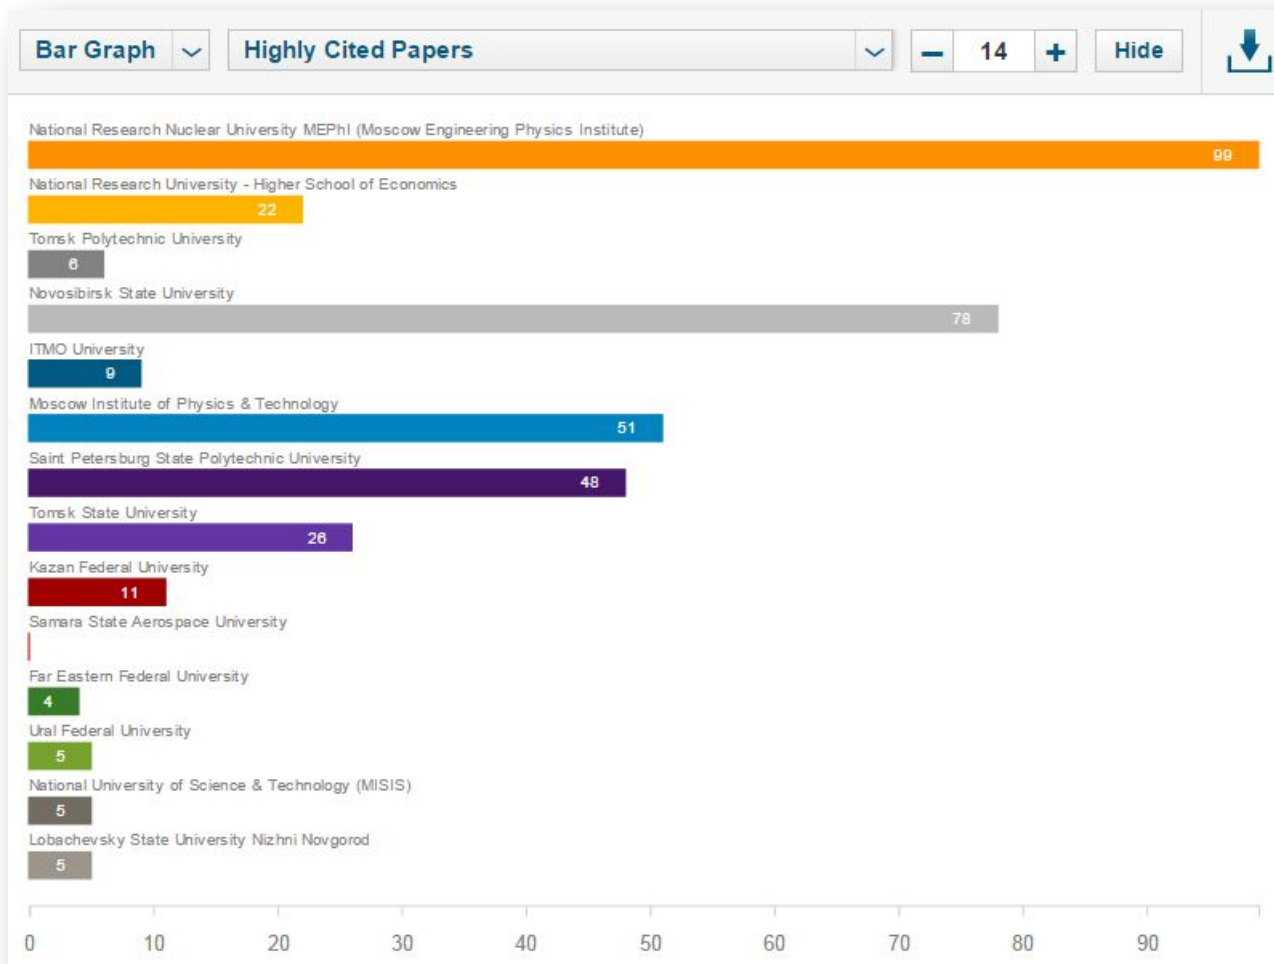 Bar Graph Highly Cited Papers − 14 + Hide
National Research Nuclear University MEPhI (Moscow Engineering Physics Institute)
99
National Research University - Higher School of Economics
22
Tomsk Polytechnic University
6
Novosibirsk State University
78
ITMO University
9
Moscow Institute of Physics & Technology
51
Saint Petersburg State Polytechnic University
48
Tomsk State University
26
Kazan Federal University
11
Samara State Aerospace University
Far Eastern Federal University
4
Ural Federal University
5
National University of Science & Technology (MISIS)
5
Lobachevsky State University Nizhni Novgorod
5
0 10 20 30 40 50 60 70 80 90